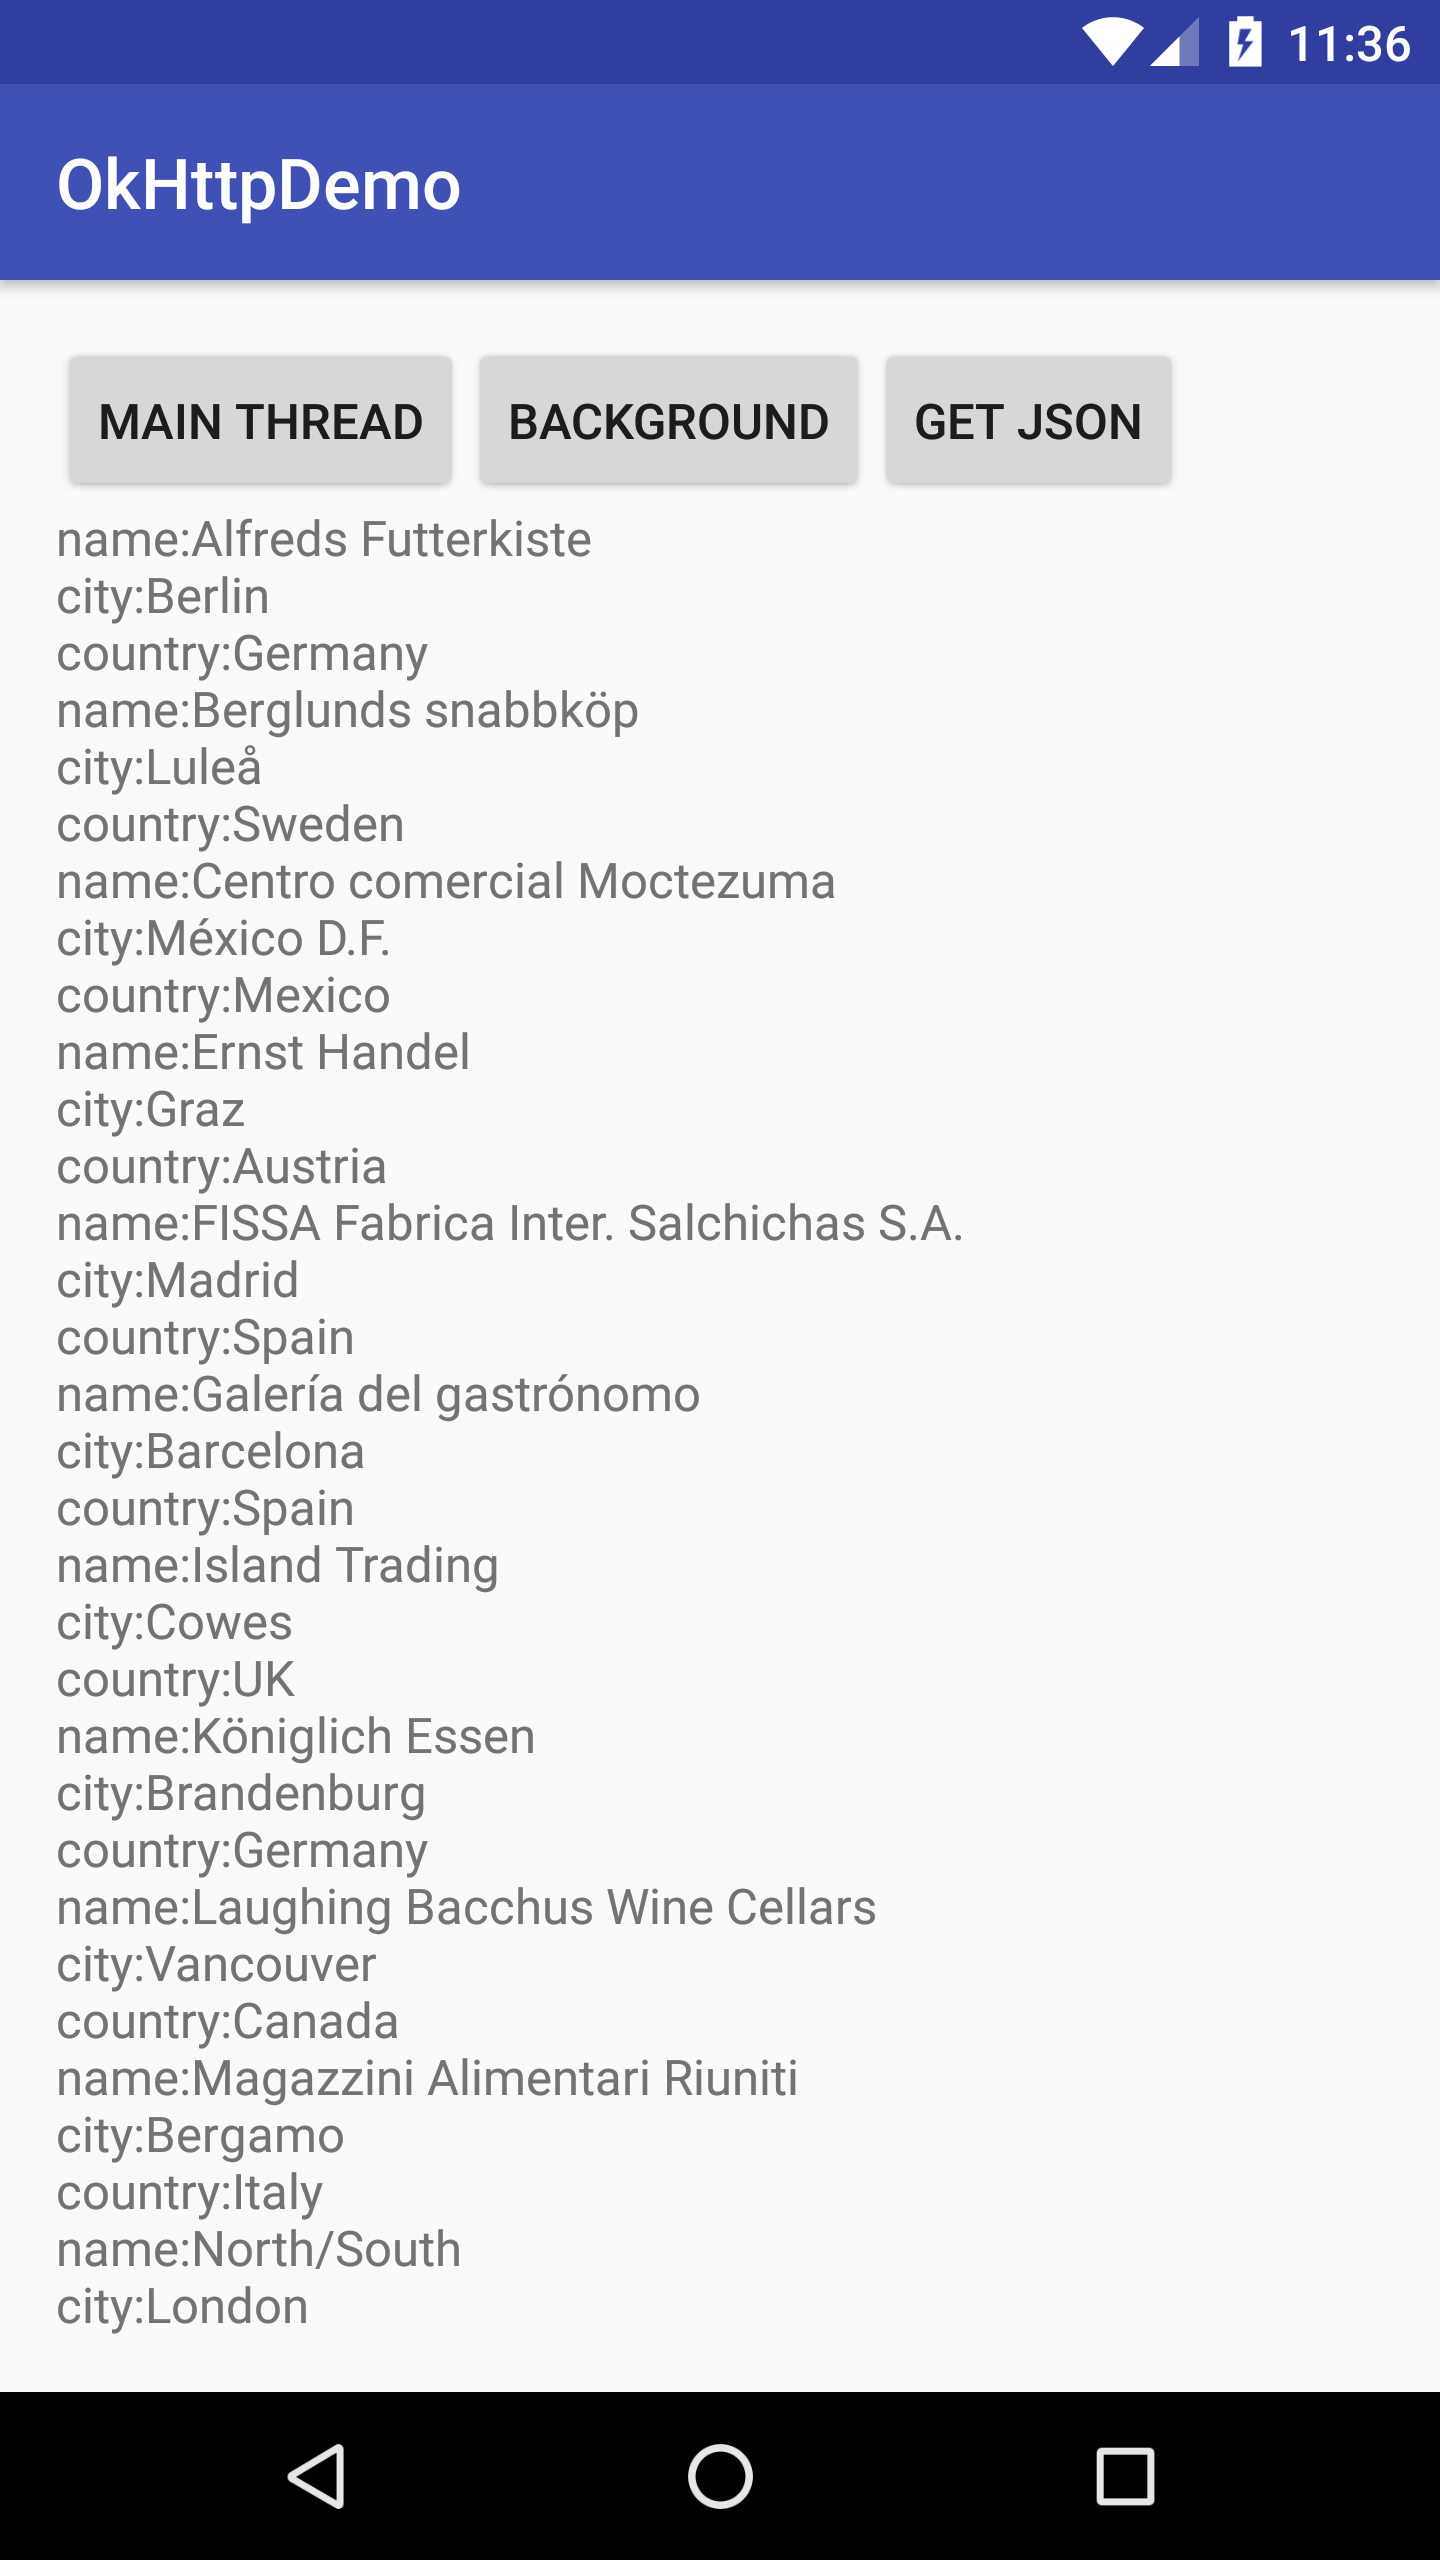 11:36
OkHttpDemo
MAIN THREAD BACKGROUND GET JSON
name:Alfreds Futterkiste
city:Berlin
country:Germany
name:Berglunds snabbköp
city:Luleå
country:Sweden
name:Centro comercial Moctezuma
city:México D.F.
country:Mexico
name:Ernst Handel
city:Graz
country:Austria
name:FISSA Fabrica Inter. Salchichas S.A.
city:Madrid
country:Spain
name:Galería del gastrónomo
city:Barcelona
country:Spain
name:Island Trading
city:Cowes
country:UK
name:Königlich Essen
city:Brandenburg
country:Germany
name:Laughing Bacchus Wine Cellars
city:Vancouver
country:Canada
name:Magazzini Alimentari Riuniti
city:Bergamo
country:Italy
name:North/South
city:London